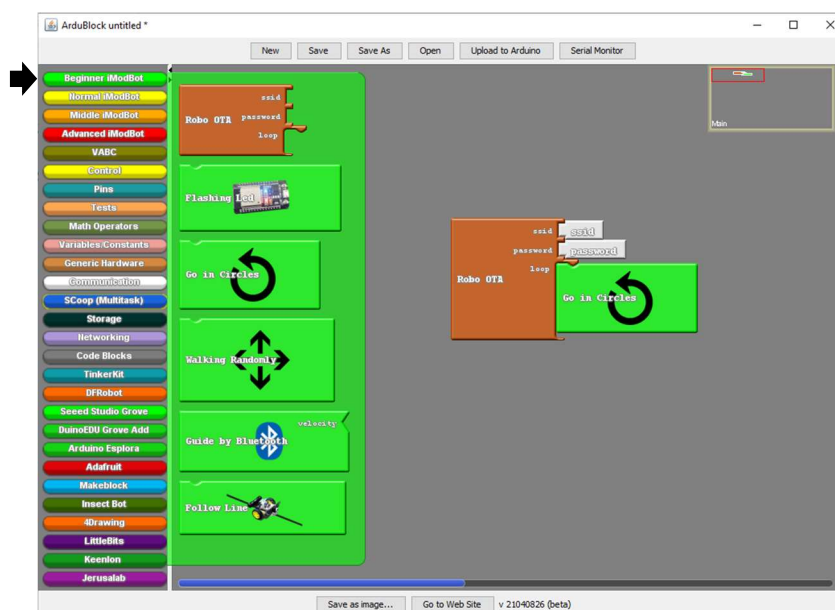 ArduBlock untitled *
New Save Save As Open Upload to Arduino Serial Monitor
Beginner iModBot
Normal iModBot
Middle iModBot
Advanced iModBot
VABC
Control
Pins
Tests
Math Operators
Variables/Constants
Generic Hardware
Communication
SCoop (Multitask)
Storage
Networking
Code Blocks
TinkerKit
DFRobot
Seeed Studio Grove
DuinoEDU Grove Add
Arduino Esplora
Adafruit
Makeblock
Insect Bot
4Drawing
LittleBits
Keenlon
Jerusalab
ssid
Robo OTA password
loop
Flashing Led
Go in Circles
Walking Randomly
velocity
Guide by Bluetooth
Follow Line
ssid ssid
password password
loop
Robo OTA
Go in Circles
Main
Save as image... Go to Web Site v 21040826 (beta)